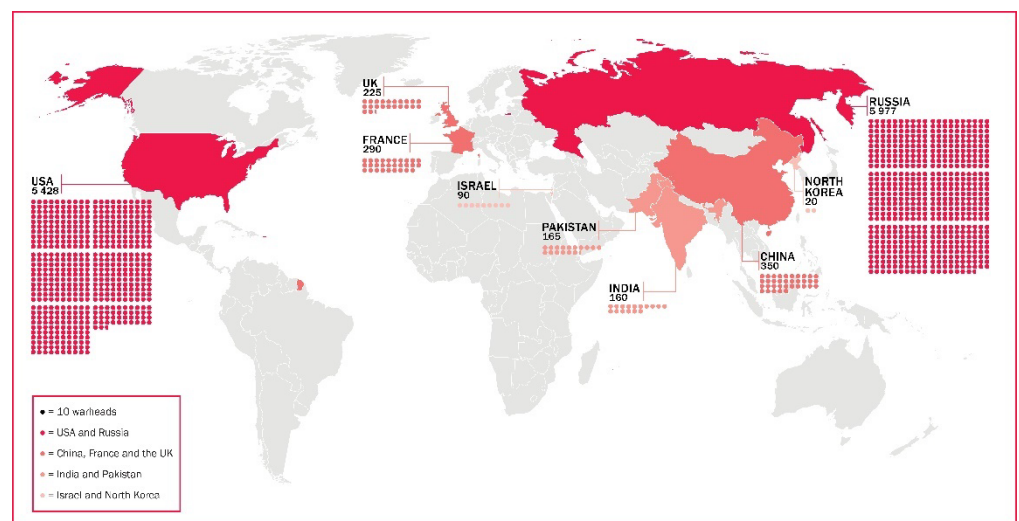 UK
225
FRANCE
290
ISRAEL
90
PAKISTAN
165
INDIA
160
USA
5 428
RUSSIA
5 977
NORTH
KOREA
20
CHINA
350
= 10 warheads
= USA and Russia
= China, France and the UK
= India and Pakistan
= Israel and North Korea